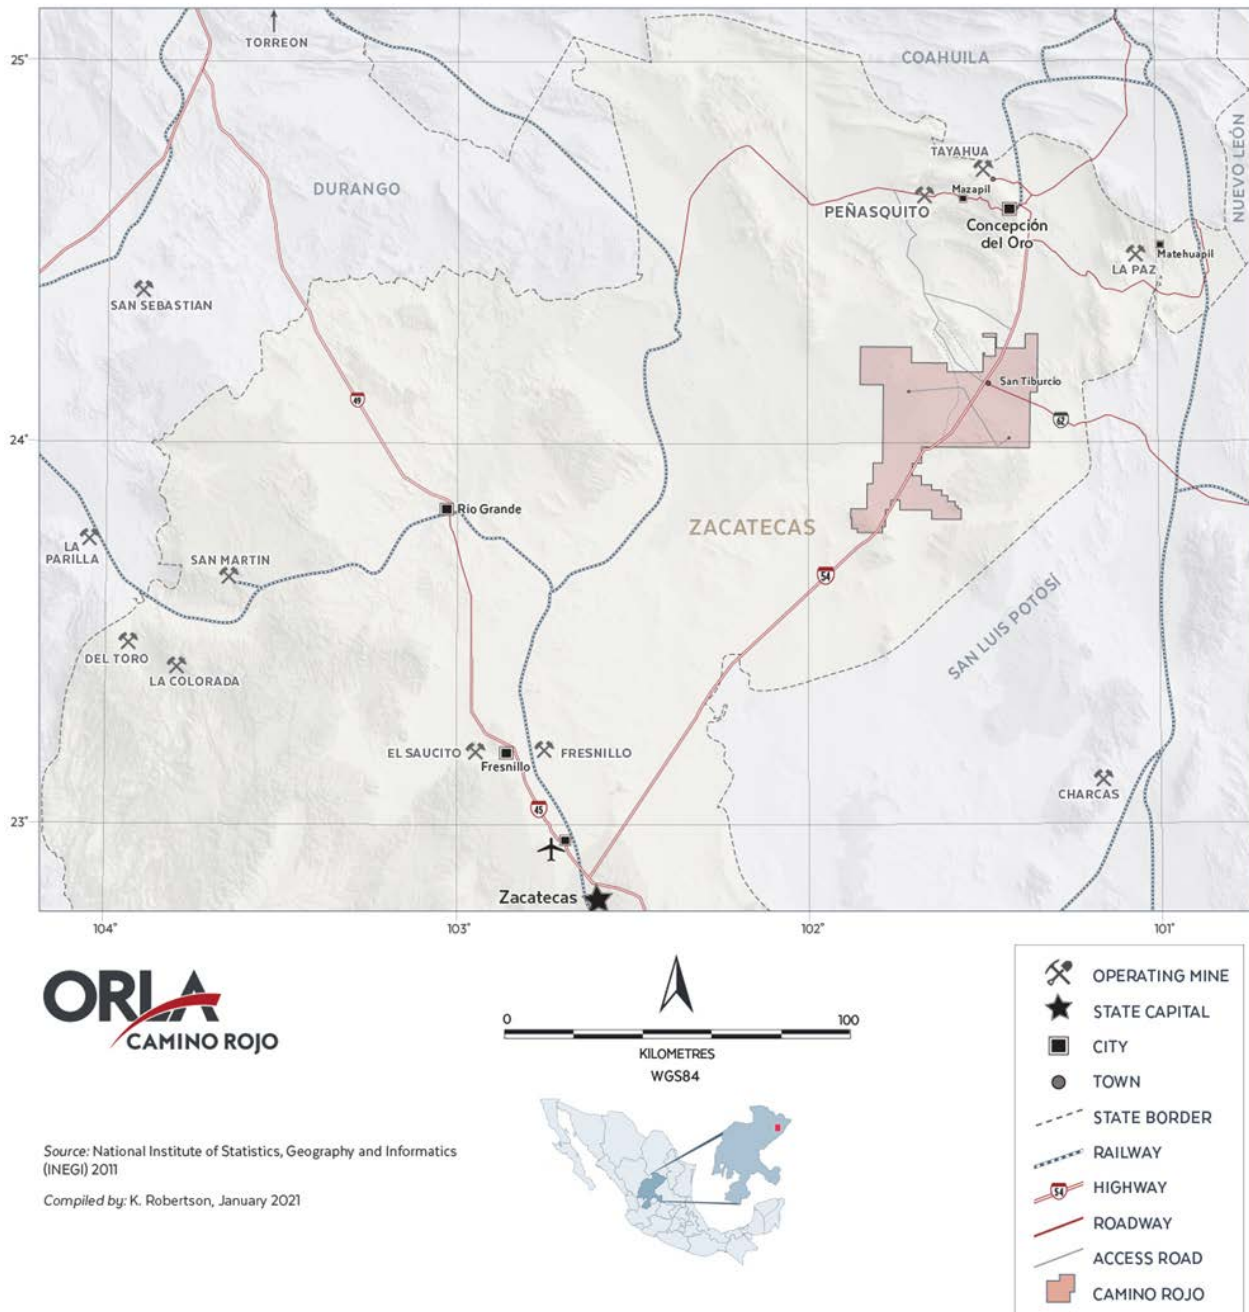 TORREON
25°
COAHUILA
NUEVO LEÓN
TAYAHUA
DURANGO
Mazapil
PEÑASQUITO
Concepción
del Oro
Matehuapil
LA PAZ
SAN SEBASTIAN
San Tiburcio
49
62
24°
Rio Grande
ZACATECAS
LA
PARILLA
SAN MARTIN
54
SAN LUIS POTOSÍ
DEL TORO
LA COLORADA
EL SAUCITO
Fresnillo
FRESNILLO
CHARCAS
45
23°
Zacatecas
104°
103°
102°
101°
ORLA
CAMINO ROJO
0
100
KILOMETRES
WGS84
Source: National Institute of Statistics, Geography and Informatics
(INEGI) 2011
Compiled by: K. Robertson, January 2021
OPERATING MINE
STATE CAPITAL
CITY
TOWN
STATE BORDER
RAILWAY
54
HIGHWAY
ROADWAY
ACCESS ROAD
CAMINO ROJO